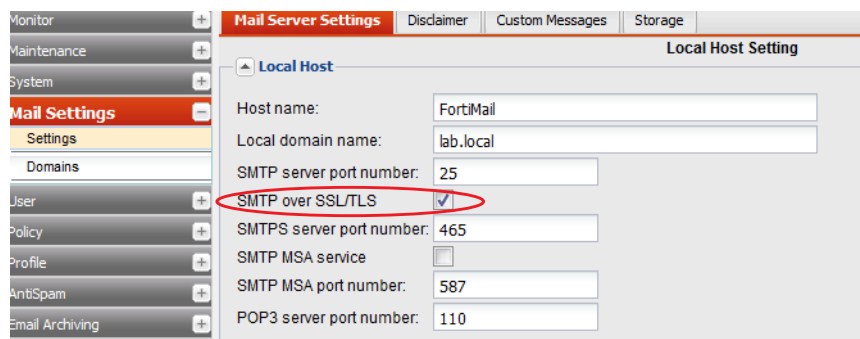 Monitor
Maintenance
System
Mail Settings
Settings
Domains
User
Policy
Profile
AntiSpam
Email Archiving
Mail Server Settings Disclaimer Custom Messages Storage
Local Host Setting
Local Host
Host name: FortiMail
Local domain name: lab.local
SMTP server port number: 25
SMTP over SSL/TLS
SMTPS server port number: 465
SMTP MSA service
SMTP MSA port number: 587
POP3 server port number: 110